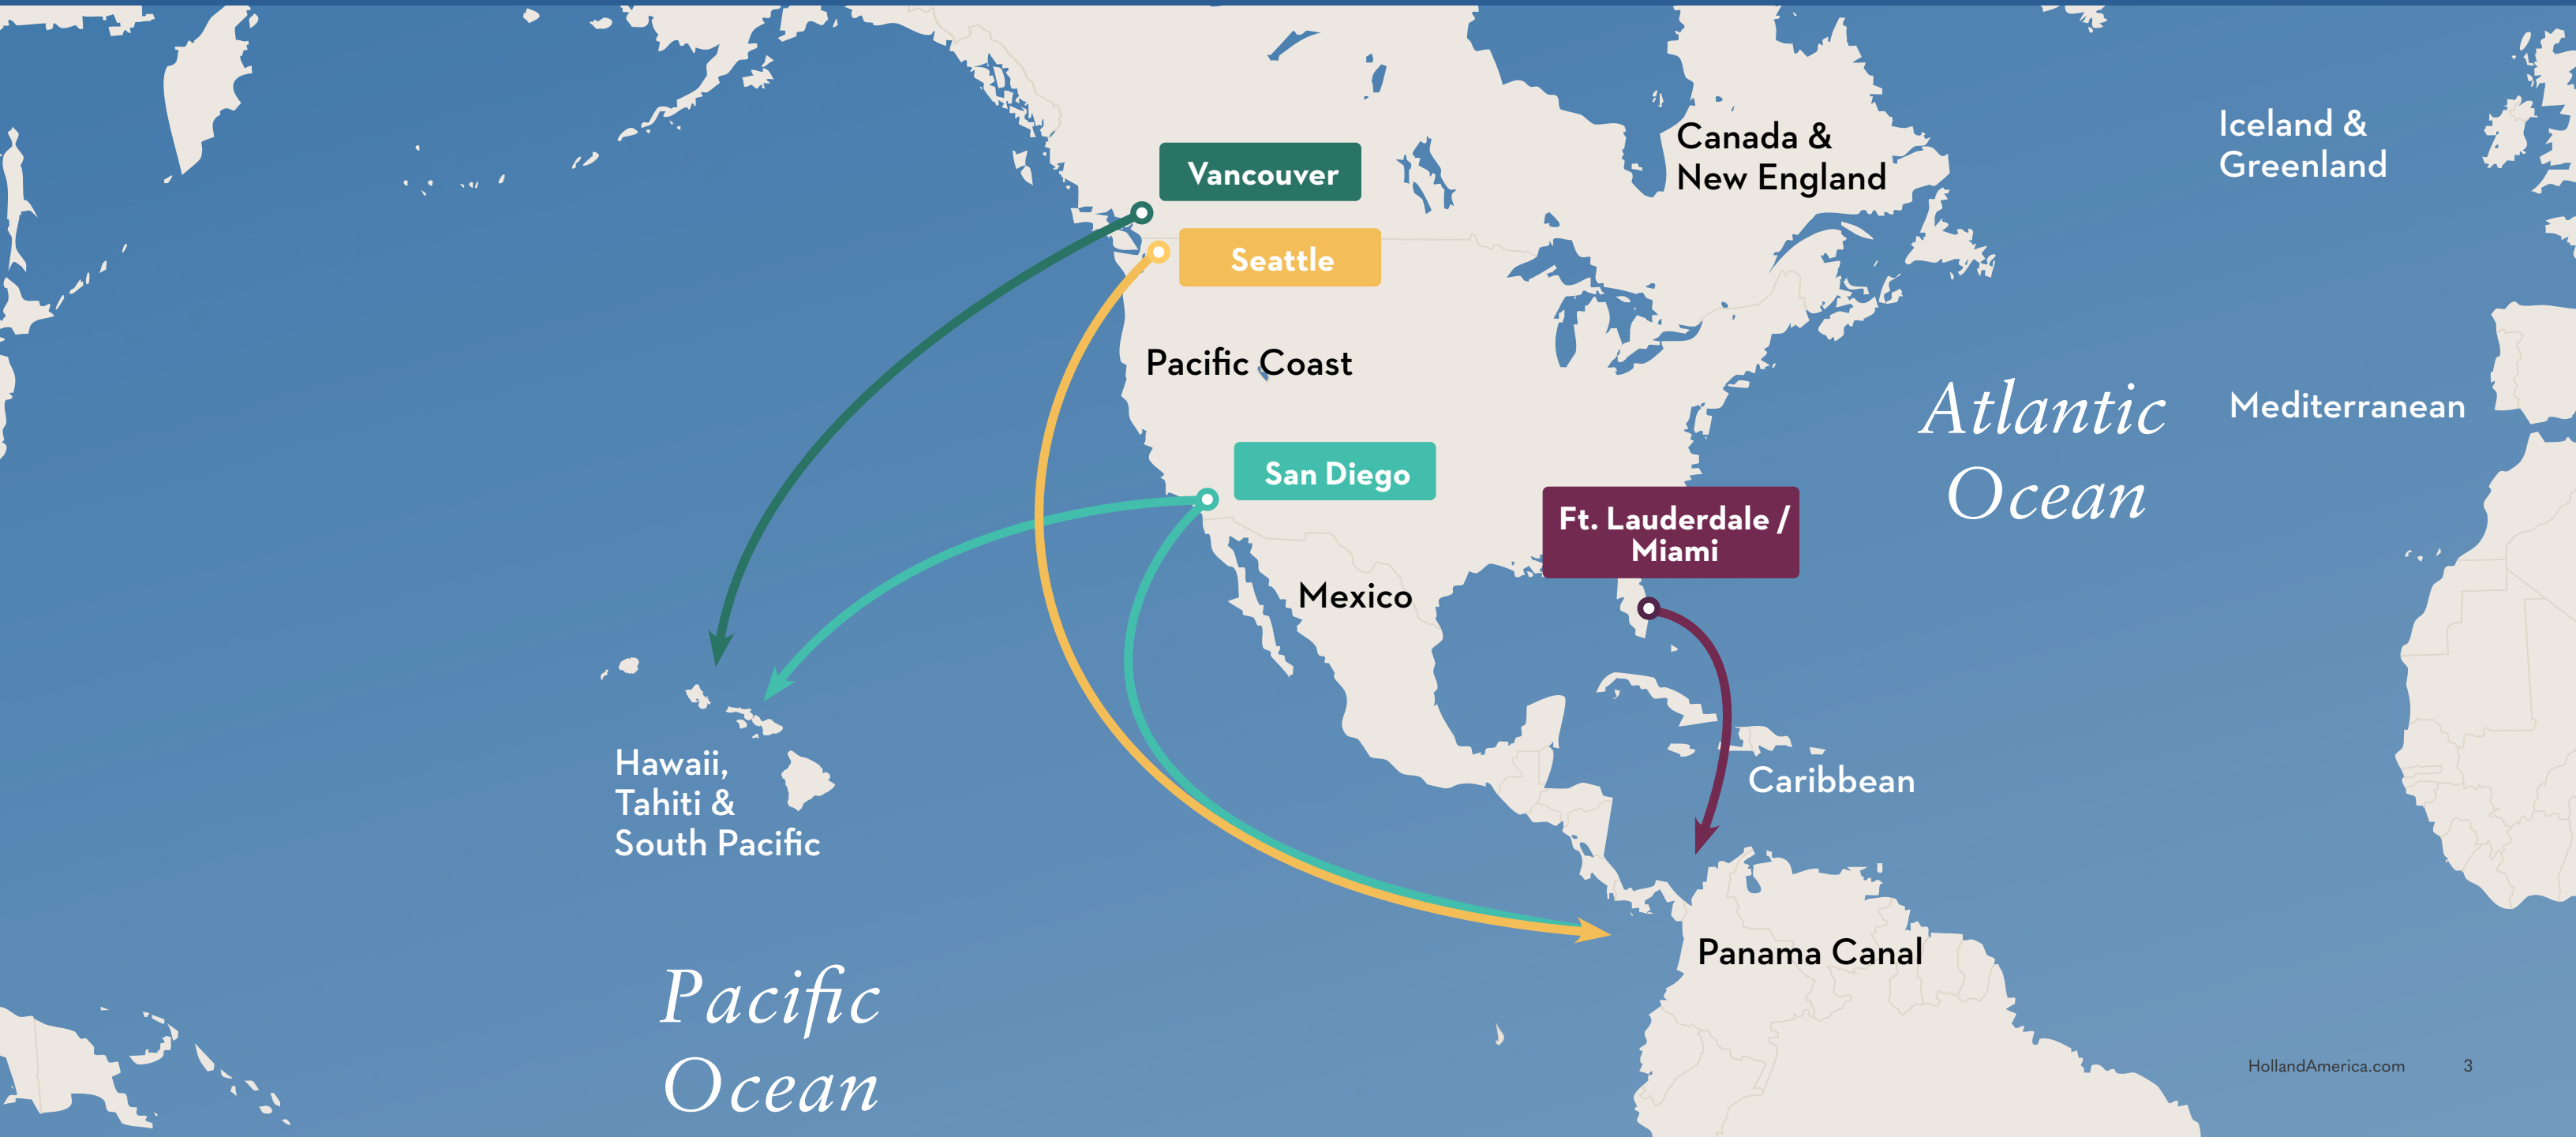 Vancouver
Canada &
New England
Iceland &
Greenland
Seattle
Pacific Coast
Atlantic
Ocean
Mediterranean
San Diego
Ft. Lauderdale /
Miami
Mexico
Hawaii,
Tahiti &
South Pacific
Caribbean
Panama Canal
Pacific
Ocean
HollandAmerica.com 3